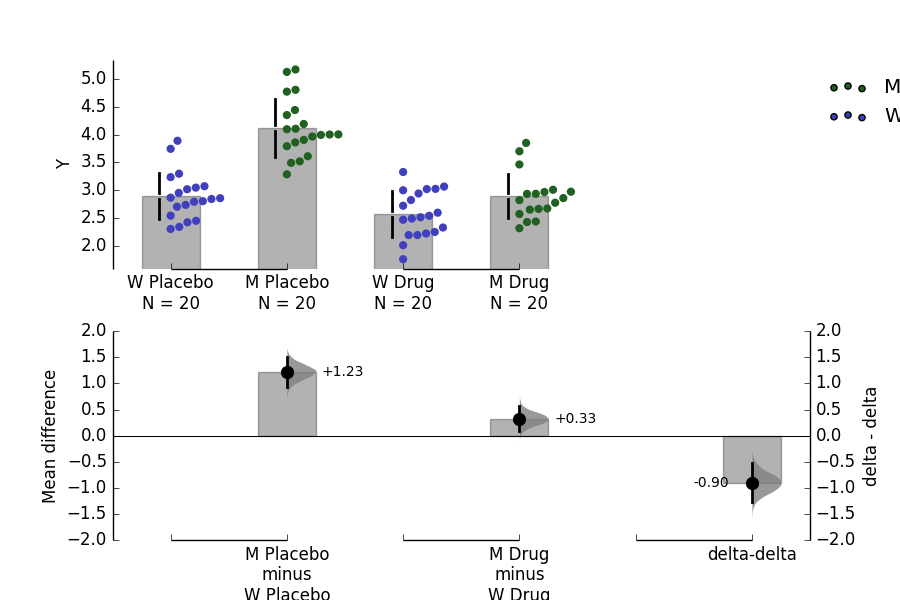 5.0
4.5
4.0
3.5
3.0
2.5
2.0
Y
M
W Placebo M Placebo W Drug M Drug
N = 20 N = 20 N = 20 N = 20
2.0 2.0
1.5 1.5
1.0 1.0
0.5 0.5
0.0 0.0
−0.5 −0.5
−1.0 −1.0
−1.5 −1.5
−2.0 −2.0
Mean difference
delta - delta
+1.23
+0.33
-0.90
M Placebo M Drug delta-delta
minus minus
W Placebo W Drug